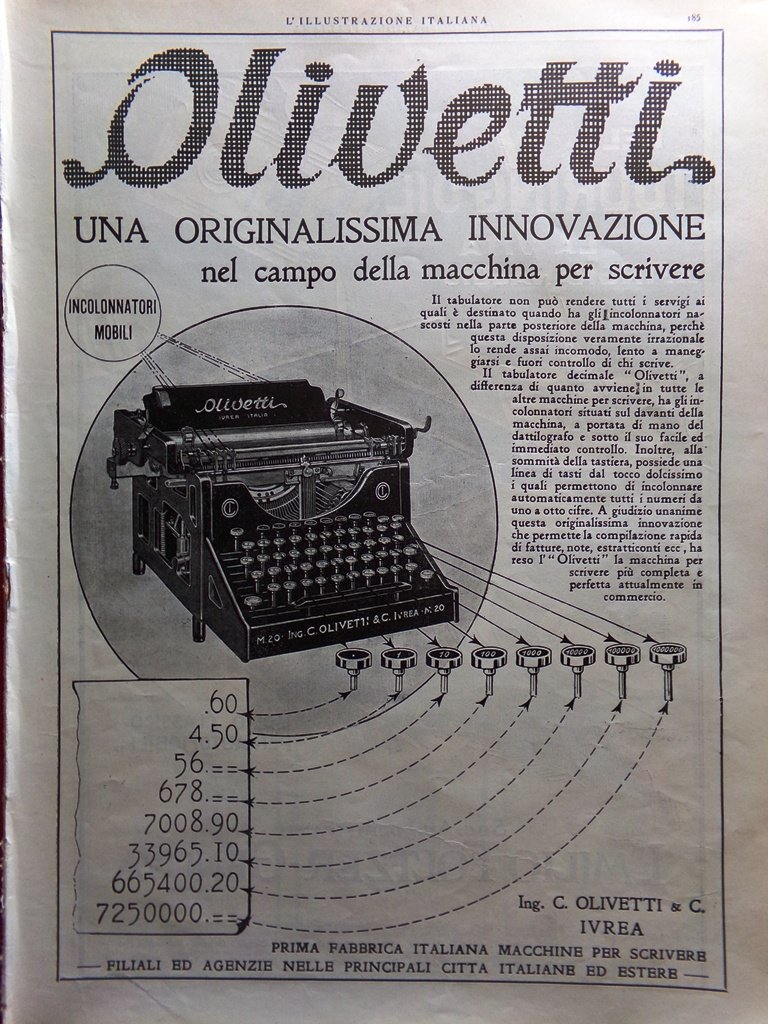 L'ILLUSTRAZIONE ITALIANA
185
Olivetti
UNA ORIGINALISSIMA INNOVAZIONE
nel campo della macchina per scrivere
INCOLONNATORI
MOBILI
Il tabulatore non può rendere tutti i servigi ai
quali è destinato quando ha gli incolonnatori na-
scosti nella parte posteriore della macchina, perchè
questa disposizione veramente irrazionale
lo rende assai incomodo, lento a maneg-
giarsi e fuori controllo di chi scrive.
Il tabulatore decimale "Olivetti", a
differenza di quanto avviene in tutte le
altre macchine per scrivere, ha gli in-
colonnatori situati sul davanti della
macchina, a portata di mano del
dattilografo e sotto il suo facile ed
immediato controllo. Inoltre, alla
sommità della tastiera, possiede una
linea di tasti dal tocco dolcissimo
i quali permettono di incolonnare
automaticamente tutti i numeri da
uno a otto cifre. A giudizio unanime
questa originalissima innovazione
che permette la compilazione rapida
di fatture, note, estratticonti ecc, ha
reso l' "Olivetti" la macchina per
scrivere più completa e
perfetta attualmente in
commercio.
Olivetti
IVREA ITALIA
M.20 - ING. C. OLIVETTI & C. IVREA - M.20
. 1 10 100 1000 10000 100000 1000000
.60
4.50
56.==
678.==
7008.90
33965.10
665400.20
7250000.==
Ing. C. OLIVETTI & C.
IVREA
PRIMA FABBRICA ITALIANA MACCHINE PER SCRIVERE
FILIALI ED AGENZIE NELLE PRINCIPALI CITTA ITALIANE ED ESTERE